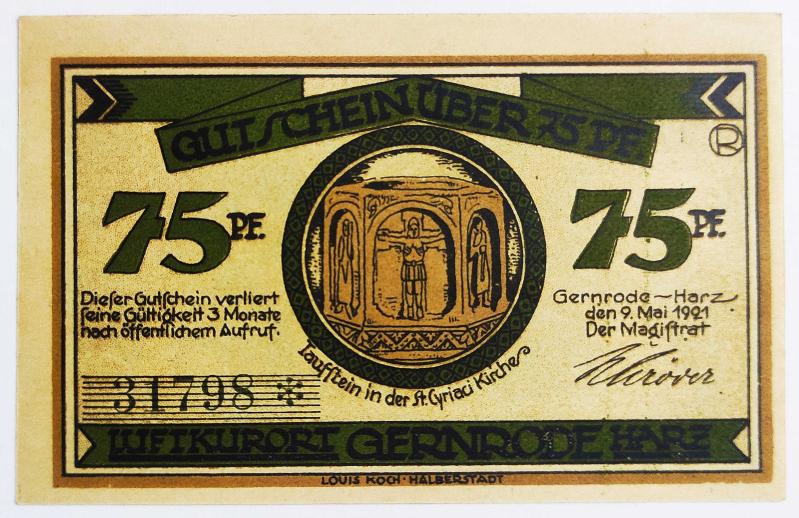 GUTSCHEIN ÜBER 75 PF
R
75 PF.
75 PF.
Dieser Gutschein verliert
seine Gültigkeit 3 Monate
nach öffentlichem Aufruf.
Gernrode-Harz
den 9. Mai 1921
Der Magistrat
Taufstein in der St. Cyriaci Kirche
31798 *
LUFTKURORT GERNRODE HARZ
LOUIS KOCH · HALBERSTADT